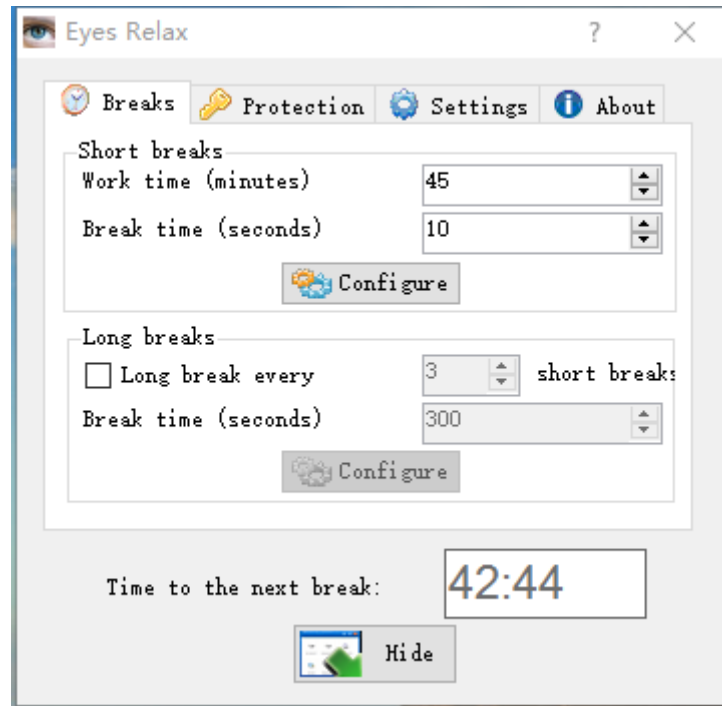 Eyes Relax
Breaks Protection Settings About
Short breaks
Work time (minutes) 45
Break time (seconds) 10
Configure
Long breaks
Long break every 3 short breaks
Break time (seconds) 300
Configure
Time to the next break: 42:44
Hide